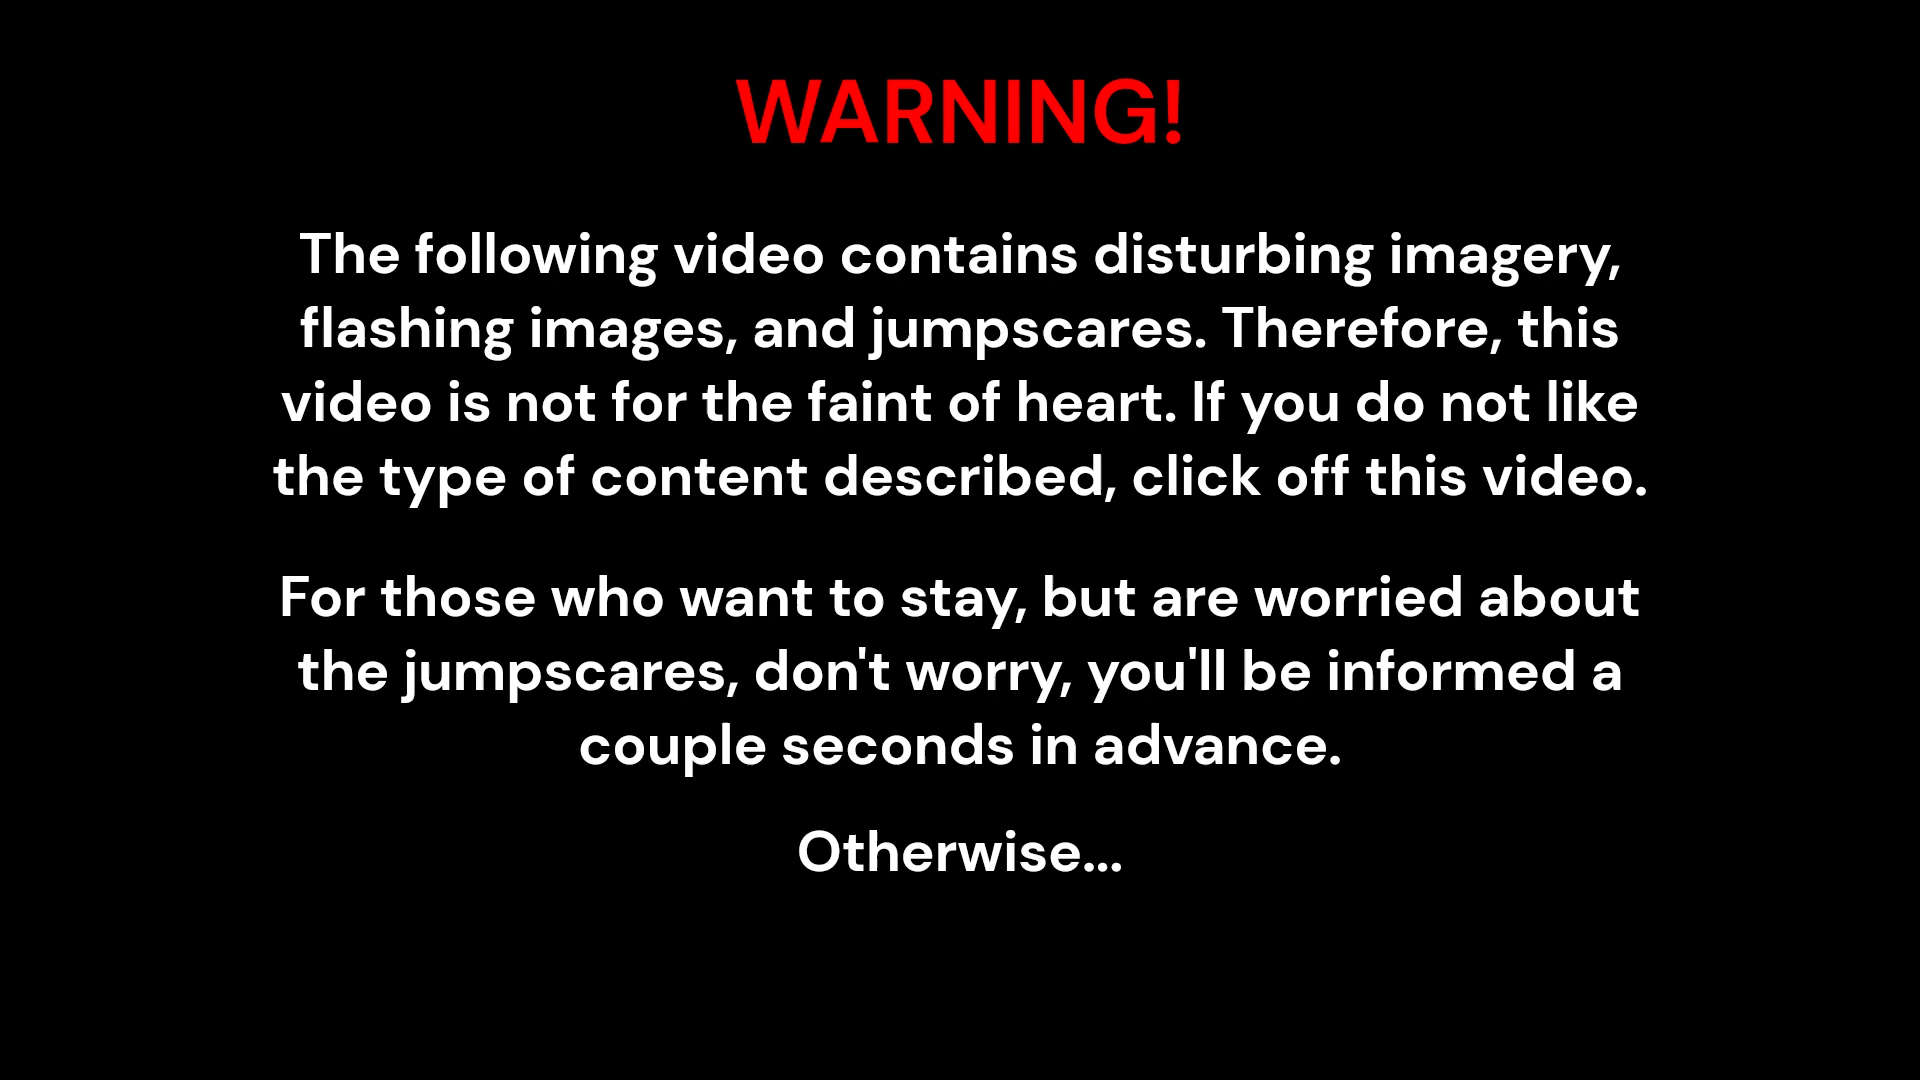 WARNING!
The following video contains disturbing imagery,
flashing images, and jumpscares. Therefore, this
video is not for the faint of heart. If you do not like
the type of content described, click off this video.
For those who want to stay, but are worried about
the jumpscares, don't worry, you'll be informed a
couple seconds in advance.
Otherwise...